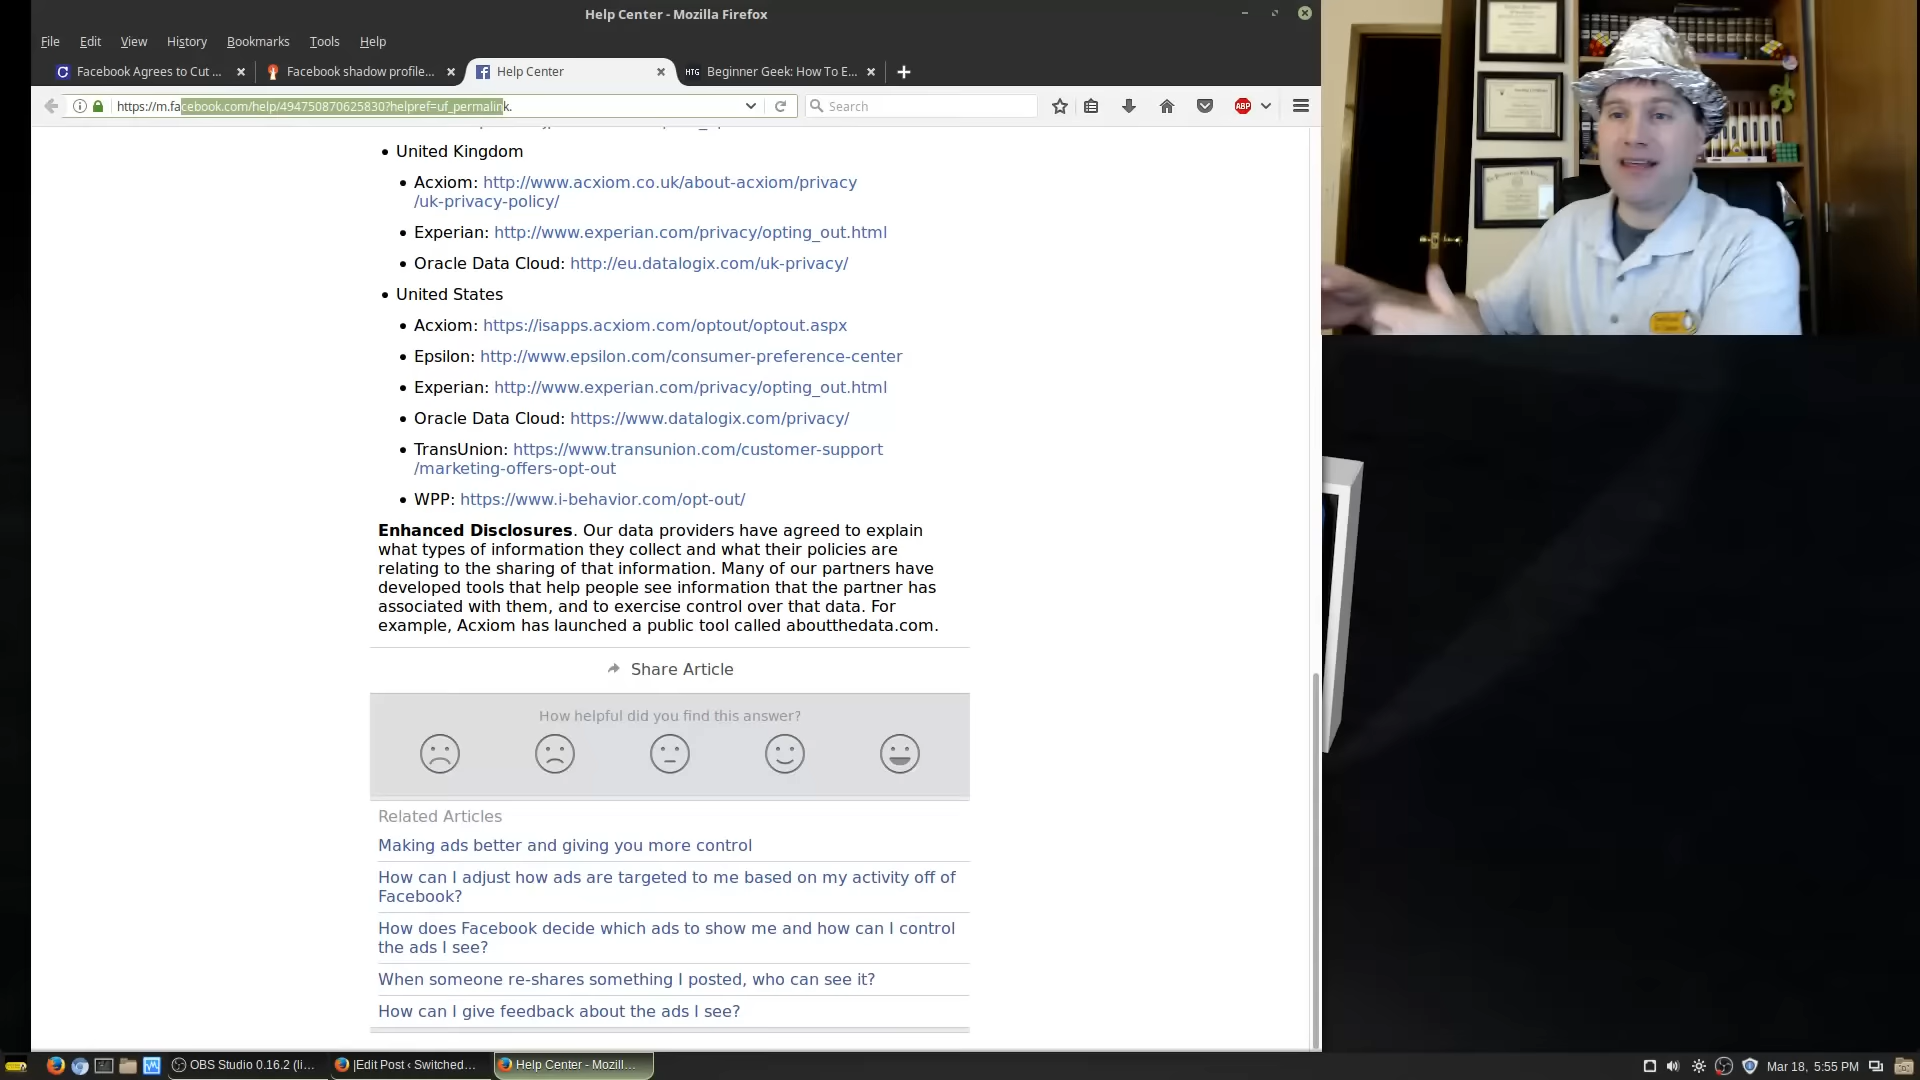 Help Center - Mozilla Firefox
File Edit View History Bookmarks Tools Help
Facebook Agrees to Cut ...
Facebook shadow profile...
Help Center
HTG Beginner Geek: How To E...
https://m.facebook.com/help/494750870625830?helpref=uf_permalink.
Search
ABP
United Kingdom
Acxiom: http://www.acxiom.co.uk/about-acxiom/privacy
/uk-privacy-policy/
Experian: http://www.experian.com/privacy/opting_out.html
Oracle Data Cloud: http://eu.datalogix.com/uk-privacy/
United States
Acxiom: https://isapps.acxiom.com/optout/optout.aspx
Epsilon: http://www.epsilon.com/consumer-preference-center
Experian: http://www.experian.com/privacy/opting_out.html
Oracle Data Cloud: https://www.datalogix.com/privacy/
TransUnion: https://www.transunion.com/customer-support
/marketing-offers-opt-out
WPP: https://www.i-behavior.com/opt-out/
Enhanced Disclosures. Our data providers have agreed to explain
what types of information they collect and what their policies are
relating to the sharing of that information. Many of our partners have
developed tools that help people see information that the partner has
associated with them, and to exercise control over that data. For
example, Acxiom has launched a public tool called aboutthedata.com.
Share Article
How helpful did you find this answer?
Related Articles
Making ads better and giving you more control
How can I adjust how ads are targeted to me based on my activity off of
Facebook?
How does Facebook decide which ads to show me and how can I control
the ads I see?
When someone re-shares something I posted, who can see it?
How can I give feedback about the ads I see?
OBS Studio 0.16.2 (li...
|Edit Post ‹ Switched...
Help Center - Mozill...
Mar 18, 5:55 PM